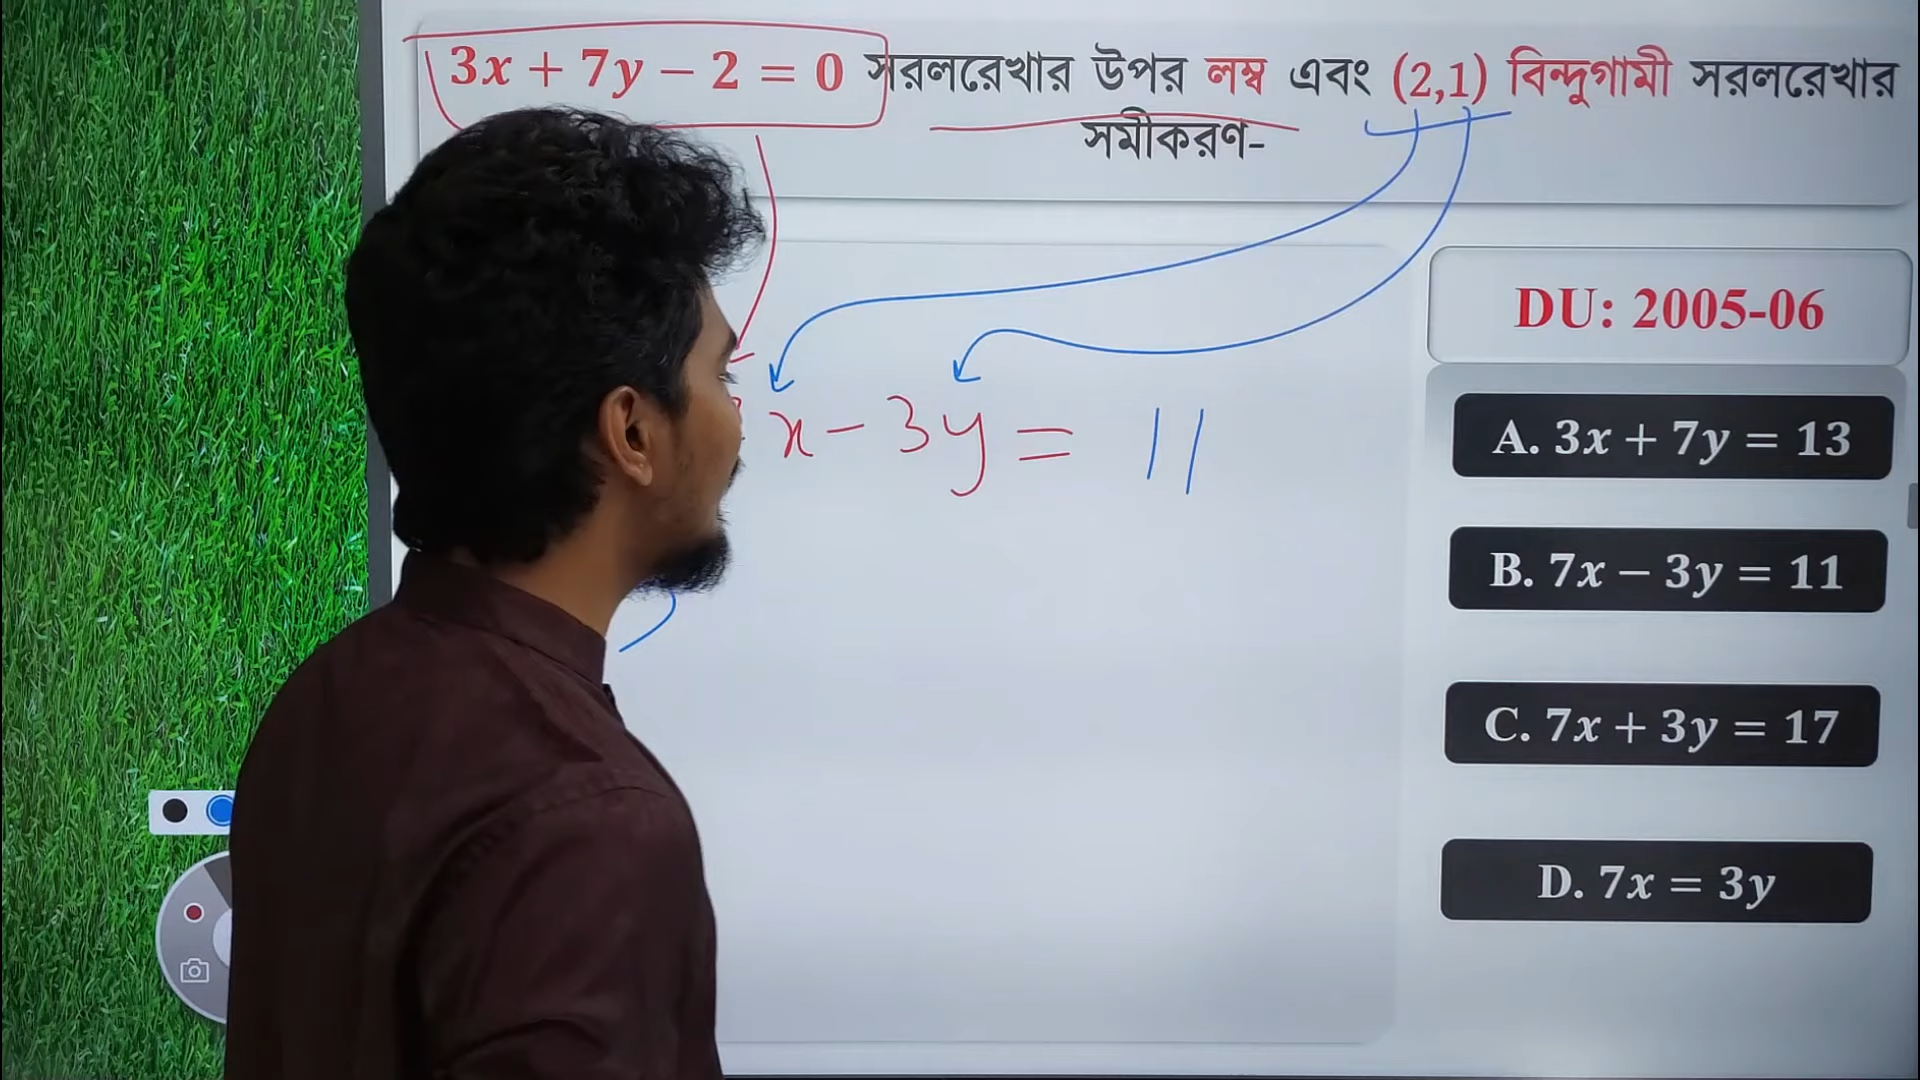 3x + 7y − 2 = 0 সরলরেখার উপর লম্ব এবং (2,1) বিন্দুগামী সরলরেখার
সমীকরণ-
x − 3y = 11
DU: 2005-06
A. 3x + 7y = 13
B. 7x − 3y = 11
C. 7x + 3y = 17
D. 7x = 3y